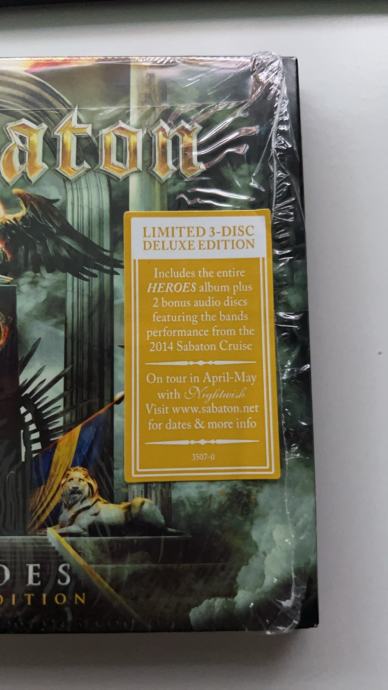 aton
LIMITED 3-DISC
DELUXE EDITION
Includes the entire
HEROES album plus
2 bonus audio discs
featuring the bands
performance from the
2014 Sabaton Cruise
On tour in April-May
with Nightwish
Visit www.sabaton.net
for dates & more info
3507-0
OES
DITION